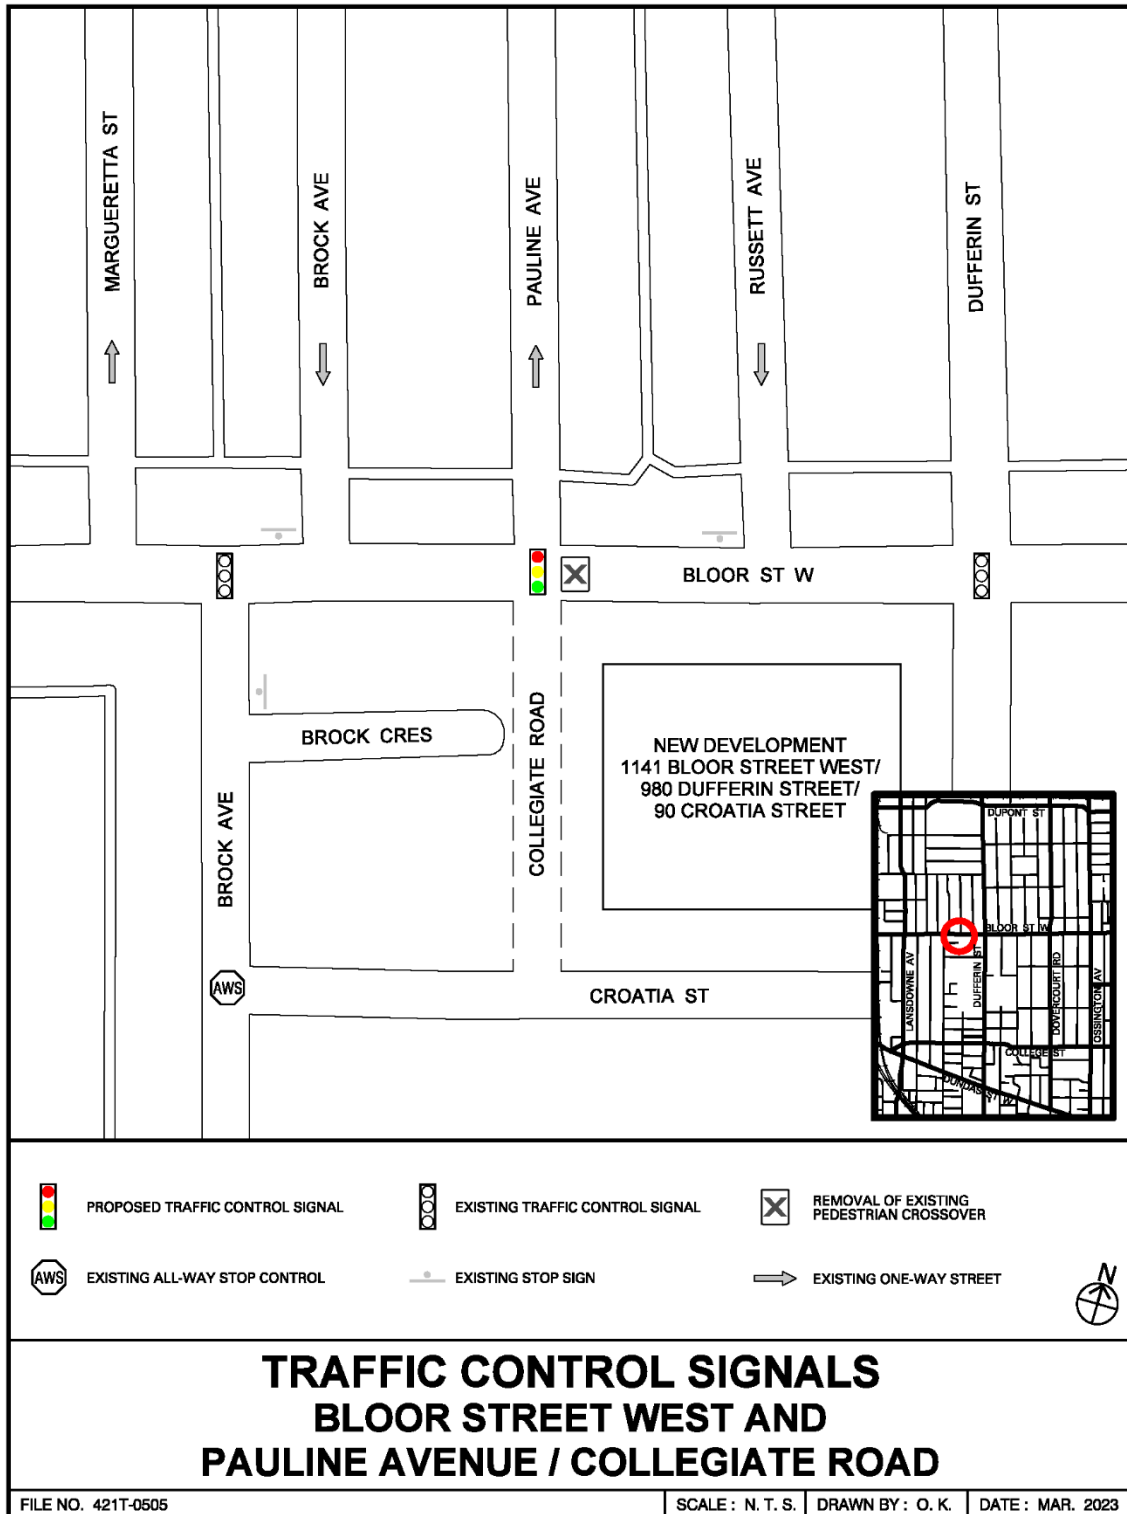 MARGUERETTA ST
BROCK AVE
PAULINE AVE
RUSSETT AVE
DUFFERIN ST
BLOOR ST W
BROCK CRES
COLLEGIATE ROAD
NEW DEVELOPMENT
1141 BLOOR STREET WEST/
980 DUFFERIN STREET/
90 CROATIA STREET
BROCK AVE
AWS
CROATIA ST
DUPONT ST
BLOOR ST W
LANSDOWNE AV
DUFFERIN ST
DOVERCOURT RD
OSSINGTON AV
COLLEGE ST
DUNDAS ST W
PROPOSED TRAFFIC CONTROL SIGNAL
EXISTING TRAFFIC CONTROL SIGNAL
REMOVAL OF EXISTING
PEDESTRIAN CROSSOVER
AWS
EXISTING ALL-WAY STOP CONTROL
EXISTING STOP SIGN
EXISTING ONE-WAY STREET
N
TRAFFIC CONTROL SIGNALS
BLOOR STREET WEST AND
PAULINE AVENUE / COLLEGIATE ROAD
FILE NO. 421T-0505
SCALE : N. T. S.
DRAWN BY : O. K.
DATE : MAR. 2023